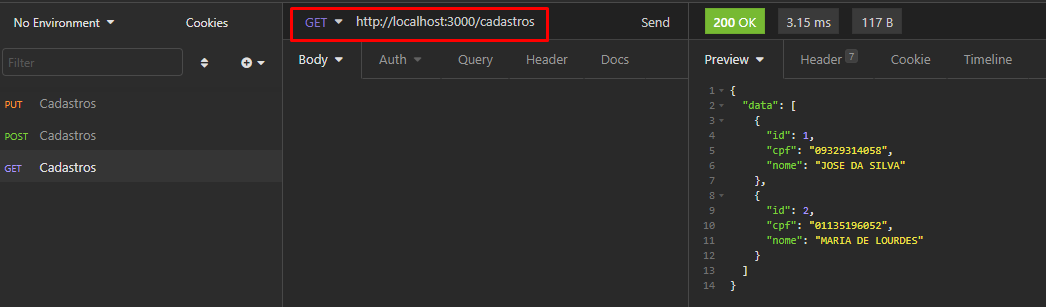 No Environment
Cookies
Filter
PUT Cadastros
POST Cadastros
GET Cadastros
GET http://localhost:3000/cadastros
Send
Body Auth Query Header Docs
200 OK 3.15 ms 117 B
Preview Header 7 Cookie Timeline
1 {
2 "data": [
3 {
4 "id": 1,
5 "cpf": "09329314058",
6 "nome": "JOSE DA SILVA"
7 },
8 {
9 "id": 2,
10 "cpf": "01135196052",
11 "nome": "MARIA DE LOURDES"
12 }
13 ]
14 }